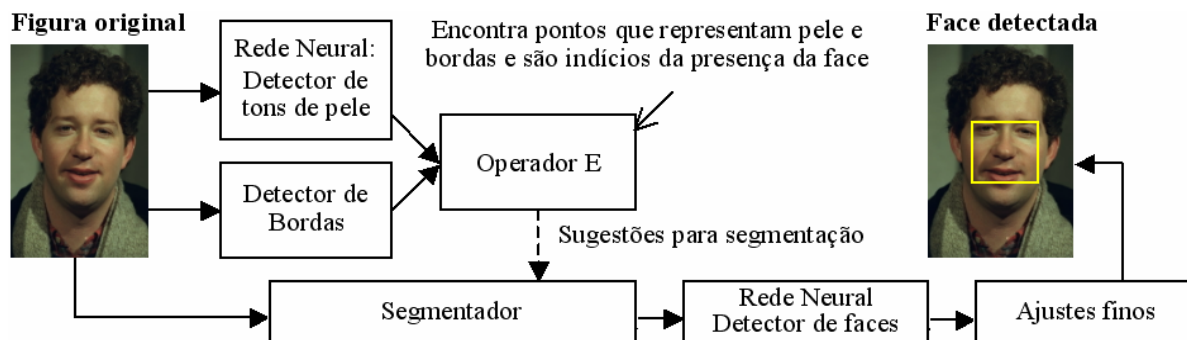 Figura original
Rede Neural:
Detector de
tons de pele
Encontra pontos que representam pele e
bordas e são indícios da presença da face
Face detectada
Operador E
Detector de
Bordas
Sugestões para segmentação
Segmentador
Rede Neural
Detector de faces
Ajustes finos